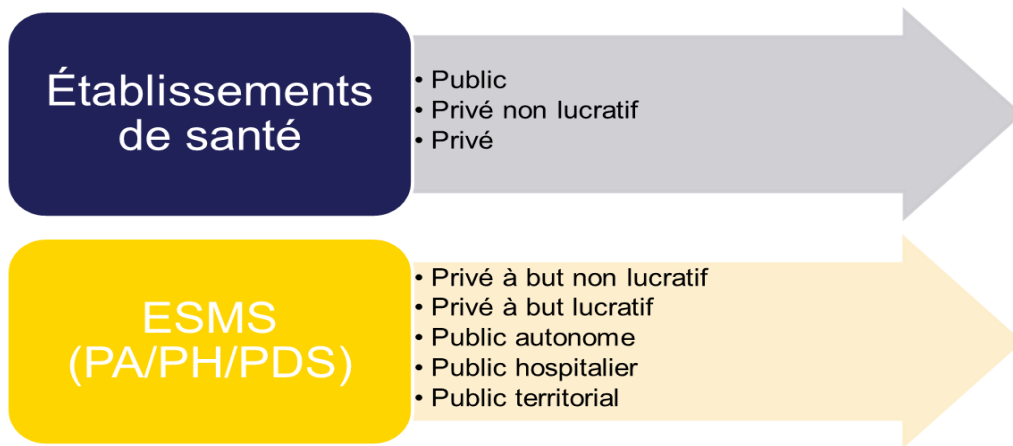 Établissements
de santé
• Public
• Privé non lucratif
• Privé
ESMS
(PA/PH/PDS)
• Privé à but non lucratif
• Privé à but lucratif
• Public autonome
• Public hospitalier
• Public territorial